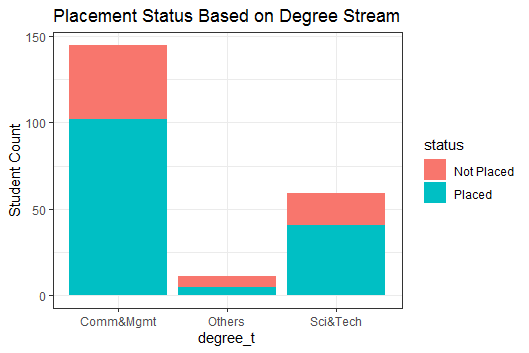 Placement Status Based on Degree Stream
150
100
50
0
Student Count
Comm&Mgmt Others Sci&Tech
degree_t
status
Not Placed
Placed